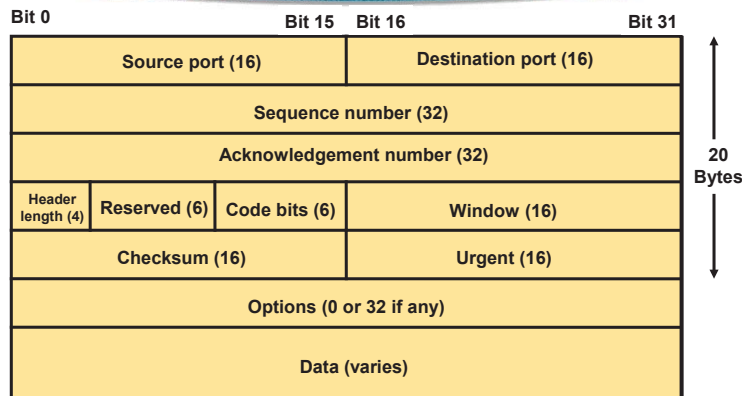 Bit 0 Bit 15 Bit 16 Bit 31
Source port (16) Destination port (16)
Sequence number (32)
Acknowledgement number (32)
20
Bytes
Header
length (4) Reserved (6) Code bits (6) Window (16)
Checksum (16) Urgent (16)
Options (0 or 32 if any)
Data (varies)